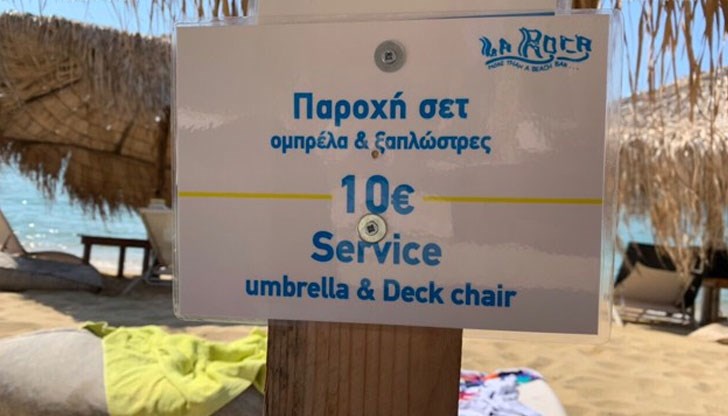 La Roca
MORE THAN A BEACH BAR...
Παροχή σετ
ομπρέλα & ξαπλώστρες
10€
Service
umbrella & Deck chair